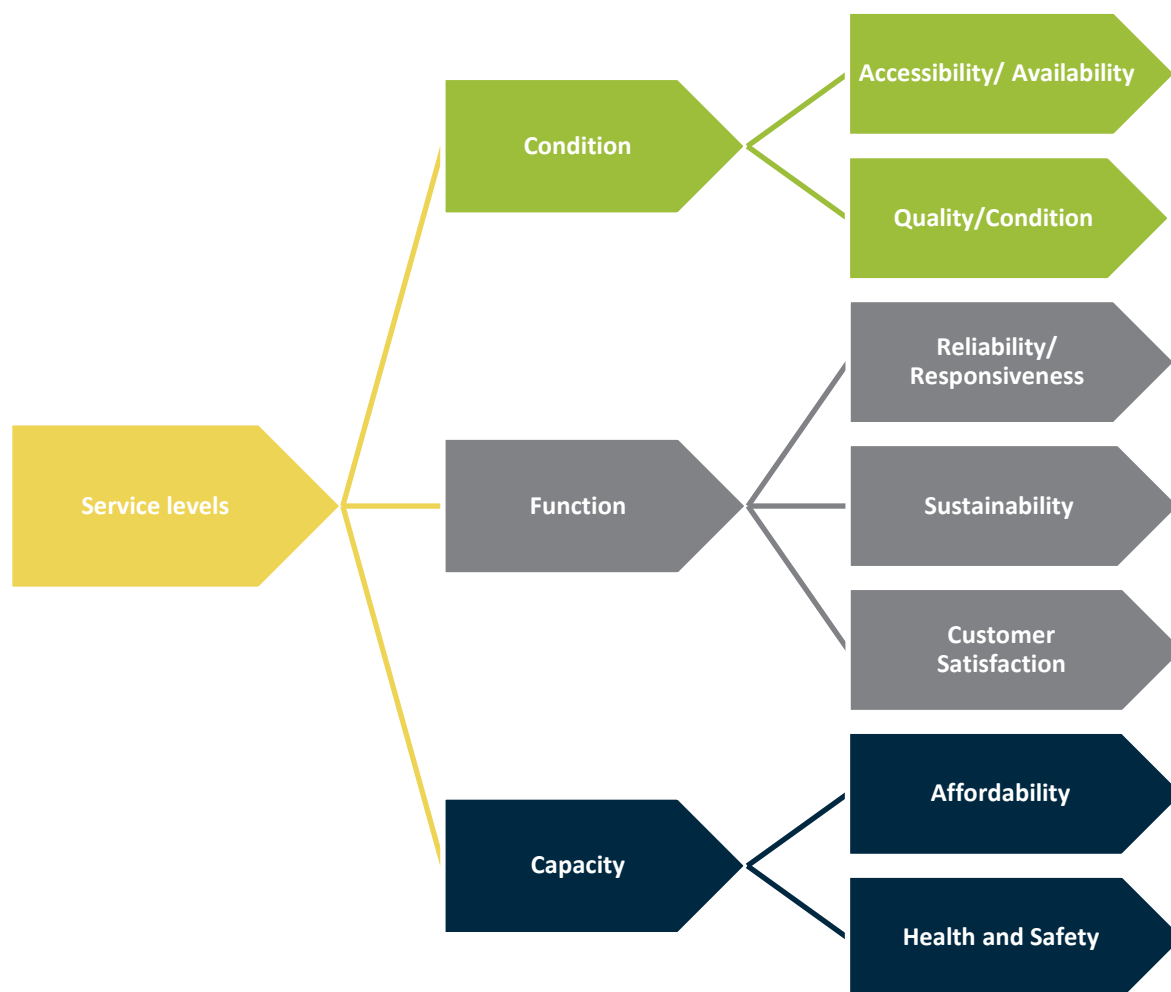 Service levels
Condition
Accessibility/ Availability
Quality/Condition
Function
Reliability/
Responsiveness
Sustainability
Customer
Satisfaction
Capacity
Affordability
Health and Safety